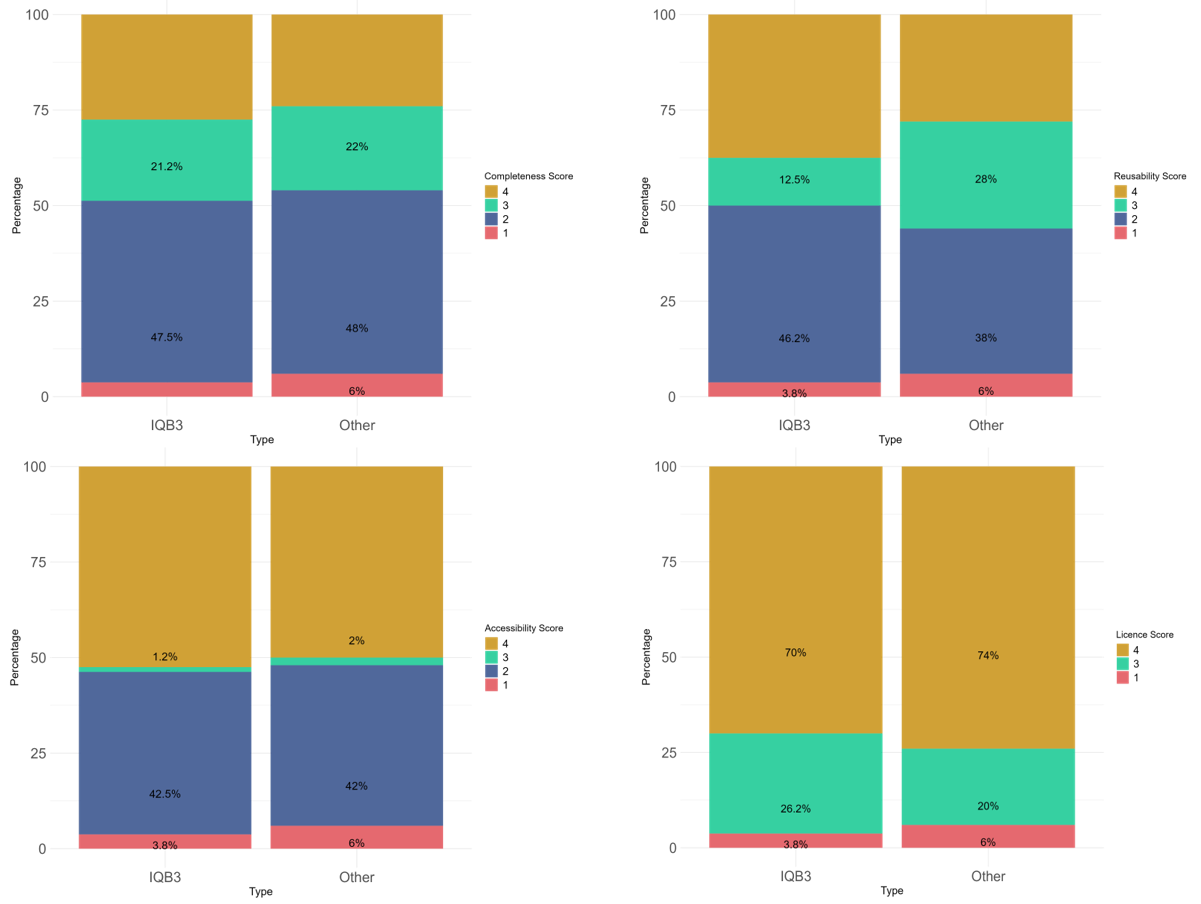 100
75
50
25
0
Percentage
21.2%
22%
47.5%
48%
6%
IQB3
Other
Type
Completeness Score
4
3
2
1
100
75
50
25
0
Percentage
12.5%
28%
46.2%
38%
3.8%
6%
IQB3
Other
Type
Reusability Score
4
3
2
1
100
75
50
25
0
Percentage
1.2%
2%
42.5%
42%
3.8%
6%
IQB3
Other
Type
Accessibility Score
4
3
2
1
100
75
50
25
0
Percentage
70%
74%
26.2%
20%
3.8%
6%
IQB3
Other
Type
Licence Score
4
3
1